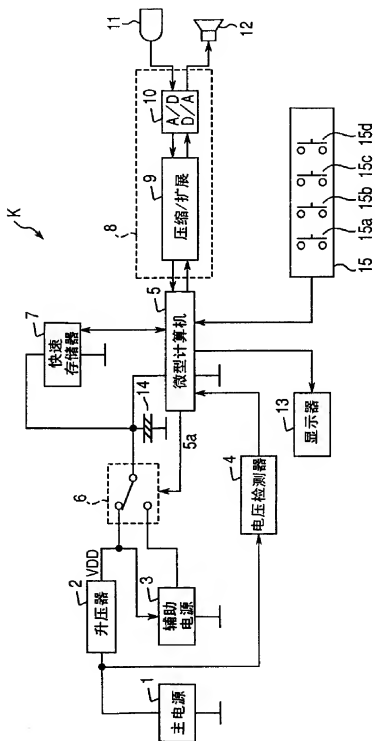 K
11
12
10
A/D
D/A
9
压缩/扩展
8
7
快速
存储器
5
微型计算机
14
5a
6
VDD
2
升压器
3
辅助
电源
1
主电源
4
电压检测器
13
显示器
15
15a
15b
15c
15d